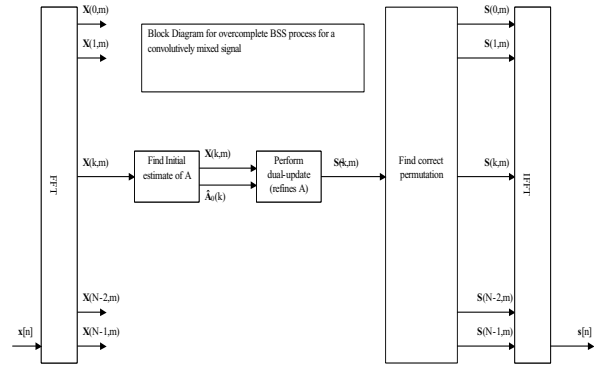 X(0,m)
X(1,m)
Block Diagram for overcomplete BSS process for a
convolutively mixed signal
S(0,m)
S(1,m)
FFT
X(k,m)
Find Initial
estimate of A
X(k,m)
Â₀(k)
Perform
dual-update
(refines A)
S(k,m)
Find correct
permutation
S(k,m)
IFFT
X(N-2,m)
X(N-1,m)
S(N-2,m)
S(N-1,m)
x[n]
s[n]